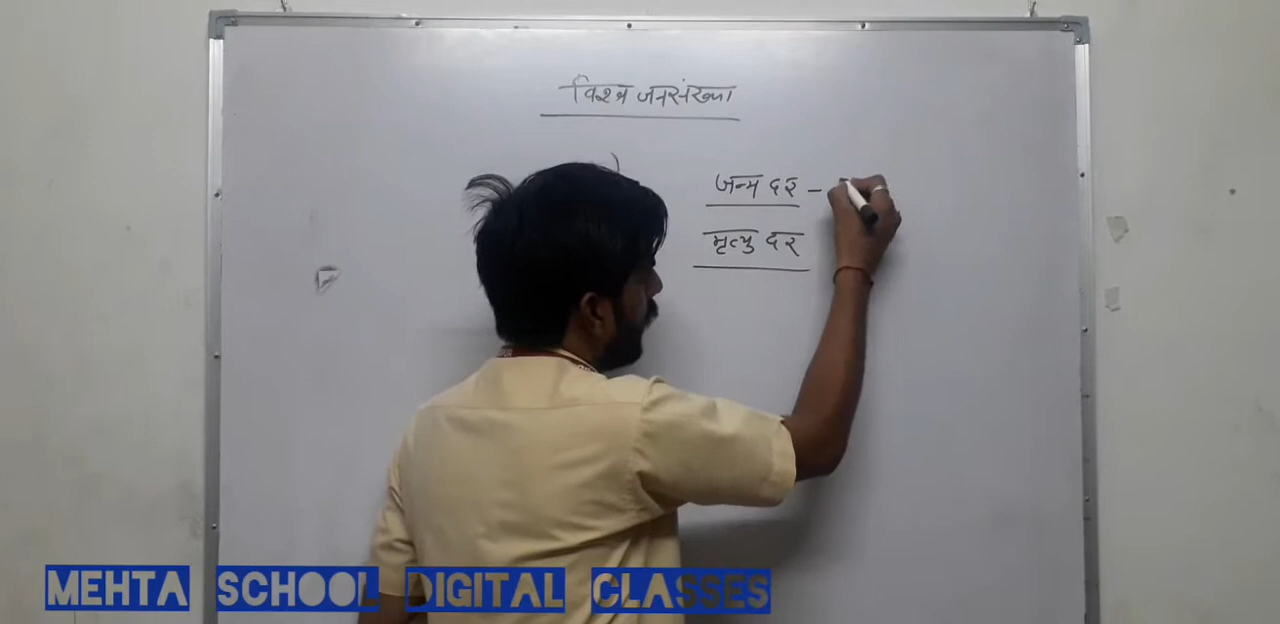 विश्व जनसंख्या
जन्म दर –
मृत्यु दर
MEHTA SCHOOL DIGITAL CLASSES